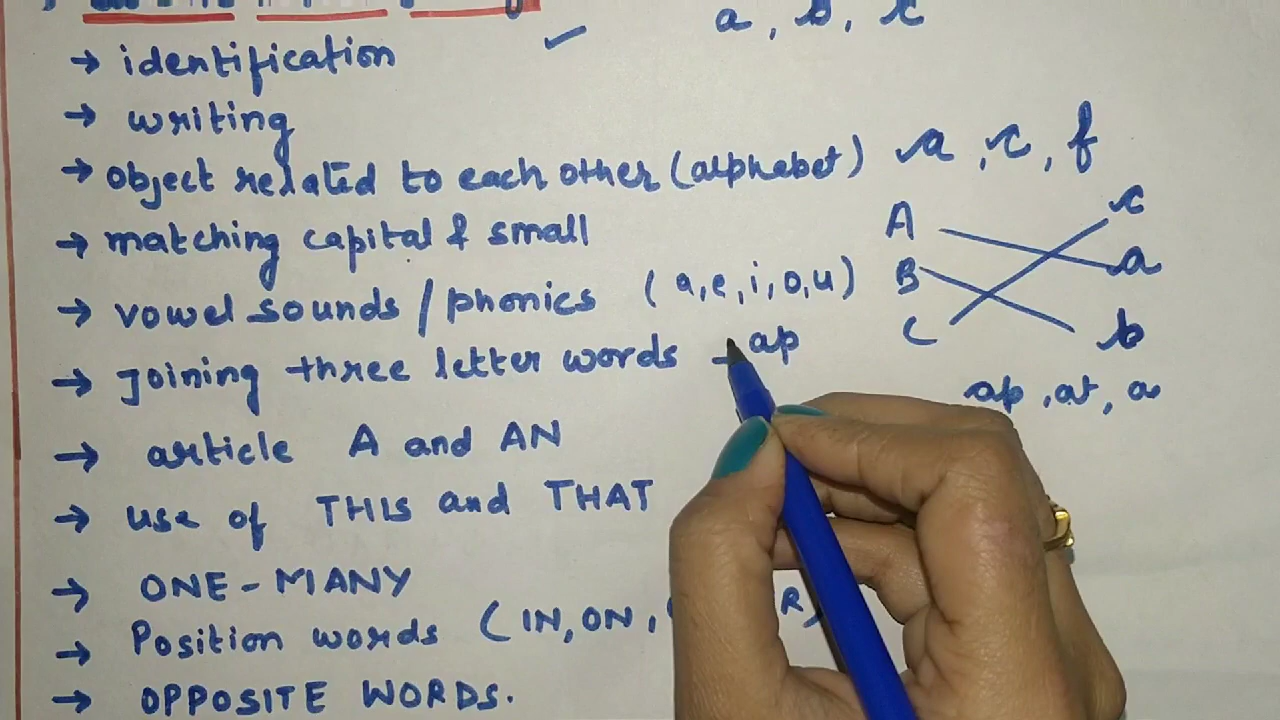 a, b, c
→ identification ✓
→ writing
→ object related to each other (alphabet) a, c, f
→ matching capital & small
A c
B a
C b
→ vowel sounds/phonics (a,e,i,o,u)
→ Joining three letter words _ap
ap, at, a
→ article A and AN
→ use of THIS and THAT
→ ONE-MANY
→ Position words (IN, ON,
→ OPPOSITE WORDS.